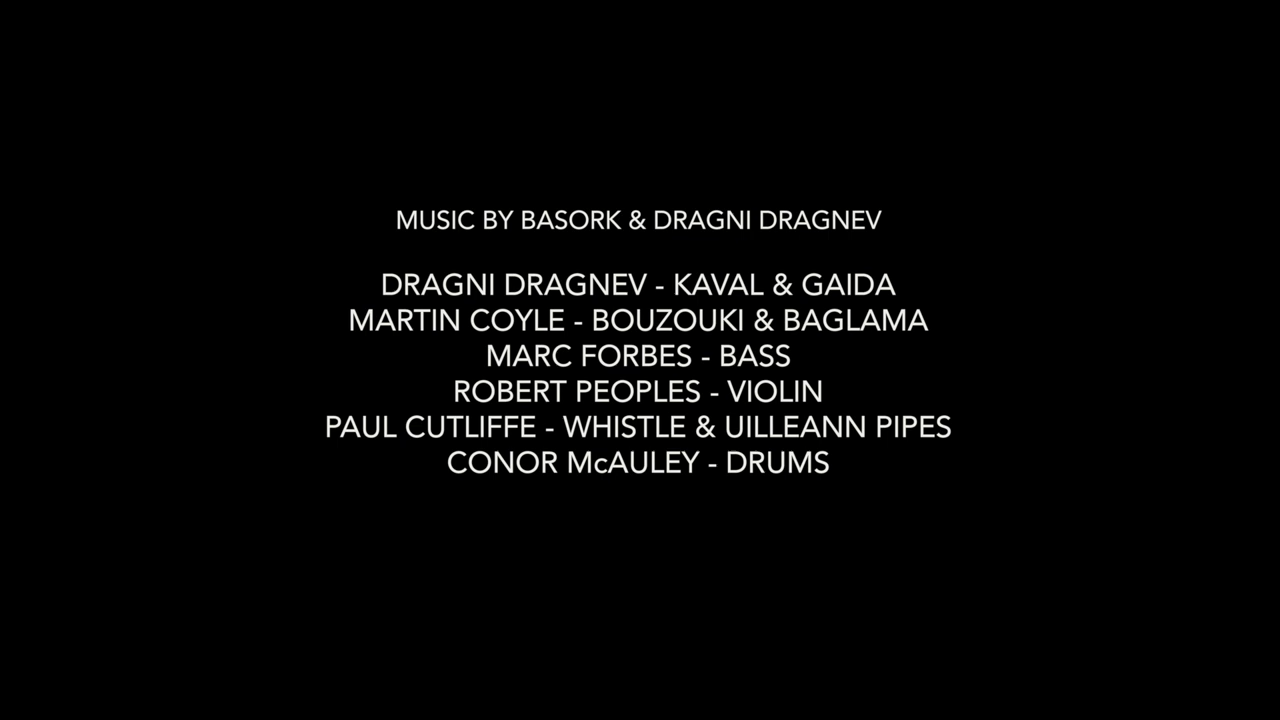 MUSIC BY BASORK & DRAGNI DRAGNEV
DRAGNI DRAGNEV - KAVAL & GAIDA
MARTIN COYLE - BOUZOUKI & BAGLAMA
MARC FORBES - BASS
ROBERT PEOPLES - VIOLIN
PAUL CUTLIFFE - WHISTLE & UILLEANN PIPES
CONOR McAULEY - DRUMS